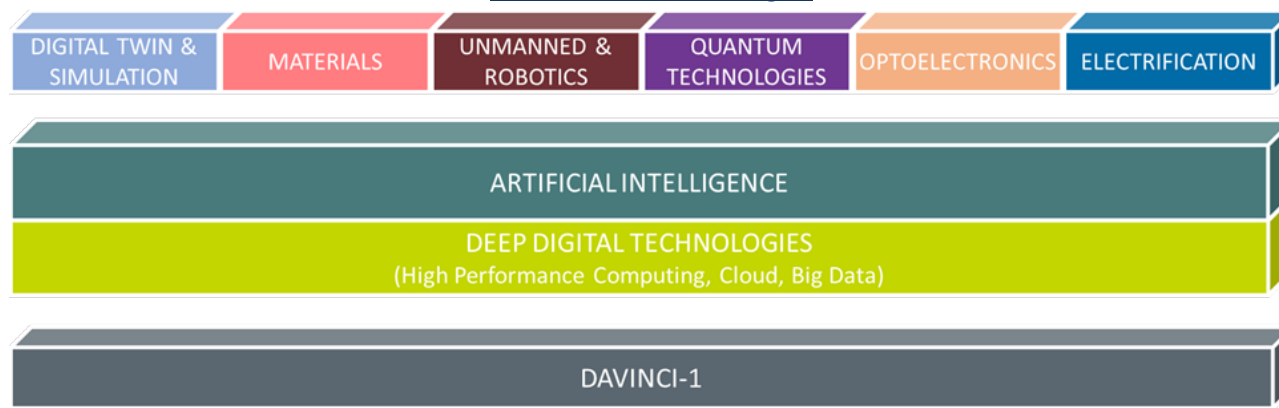 DIGITAL TWIN &
SIMULATION
MATERIALS
UNMANNED &
ROBOTICS
QUANTUM
TECHNOLOGIES
OPTOELECTRONICS
ELECTRIFICATION
ARTIFICIAL INTELLIGENCE
DEEP DIGITAL TECHNOLOGIES
(High Performance Computing, Cloud, Big Data)
DAVINCI-1